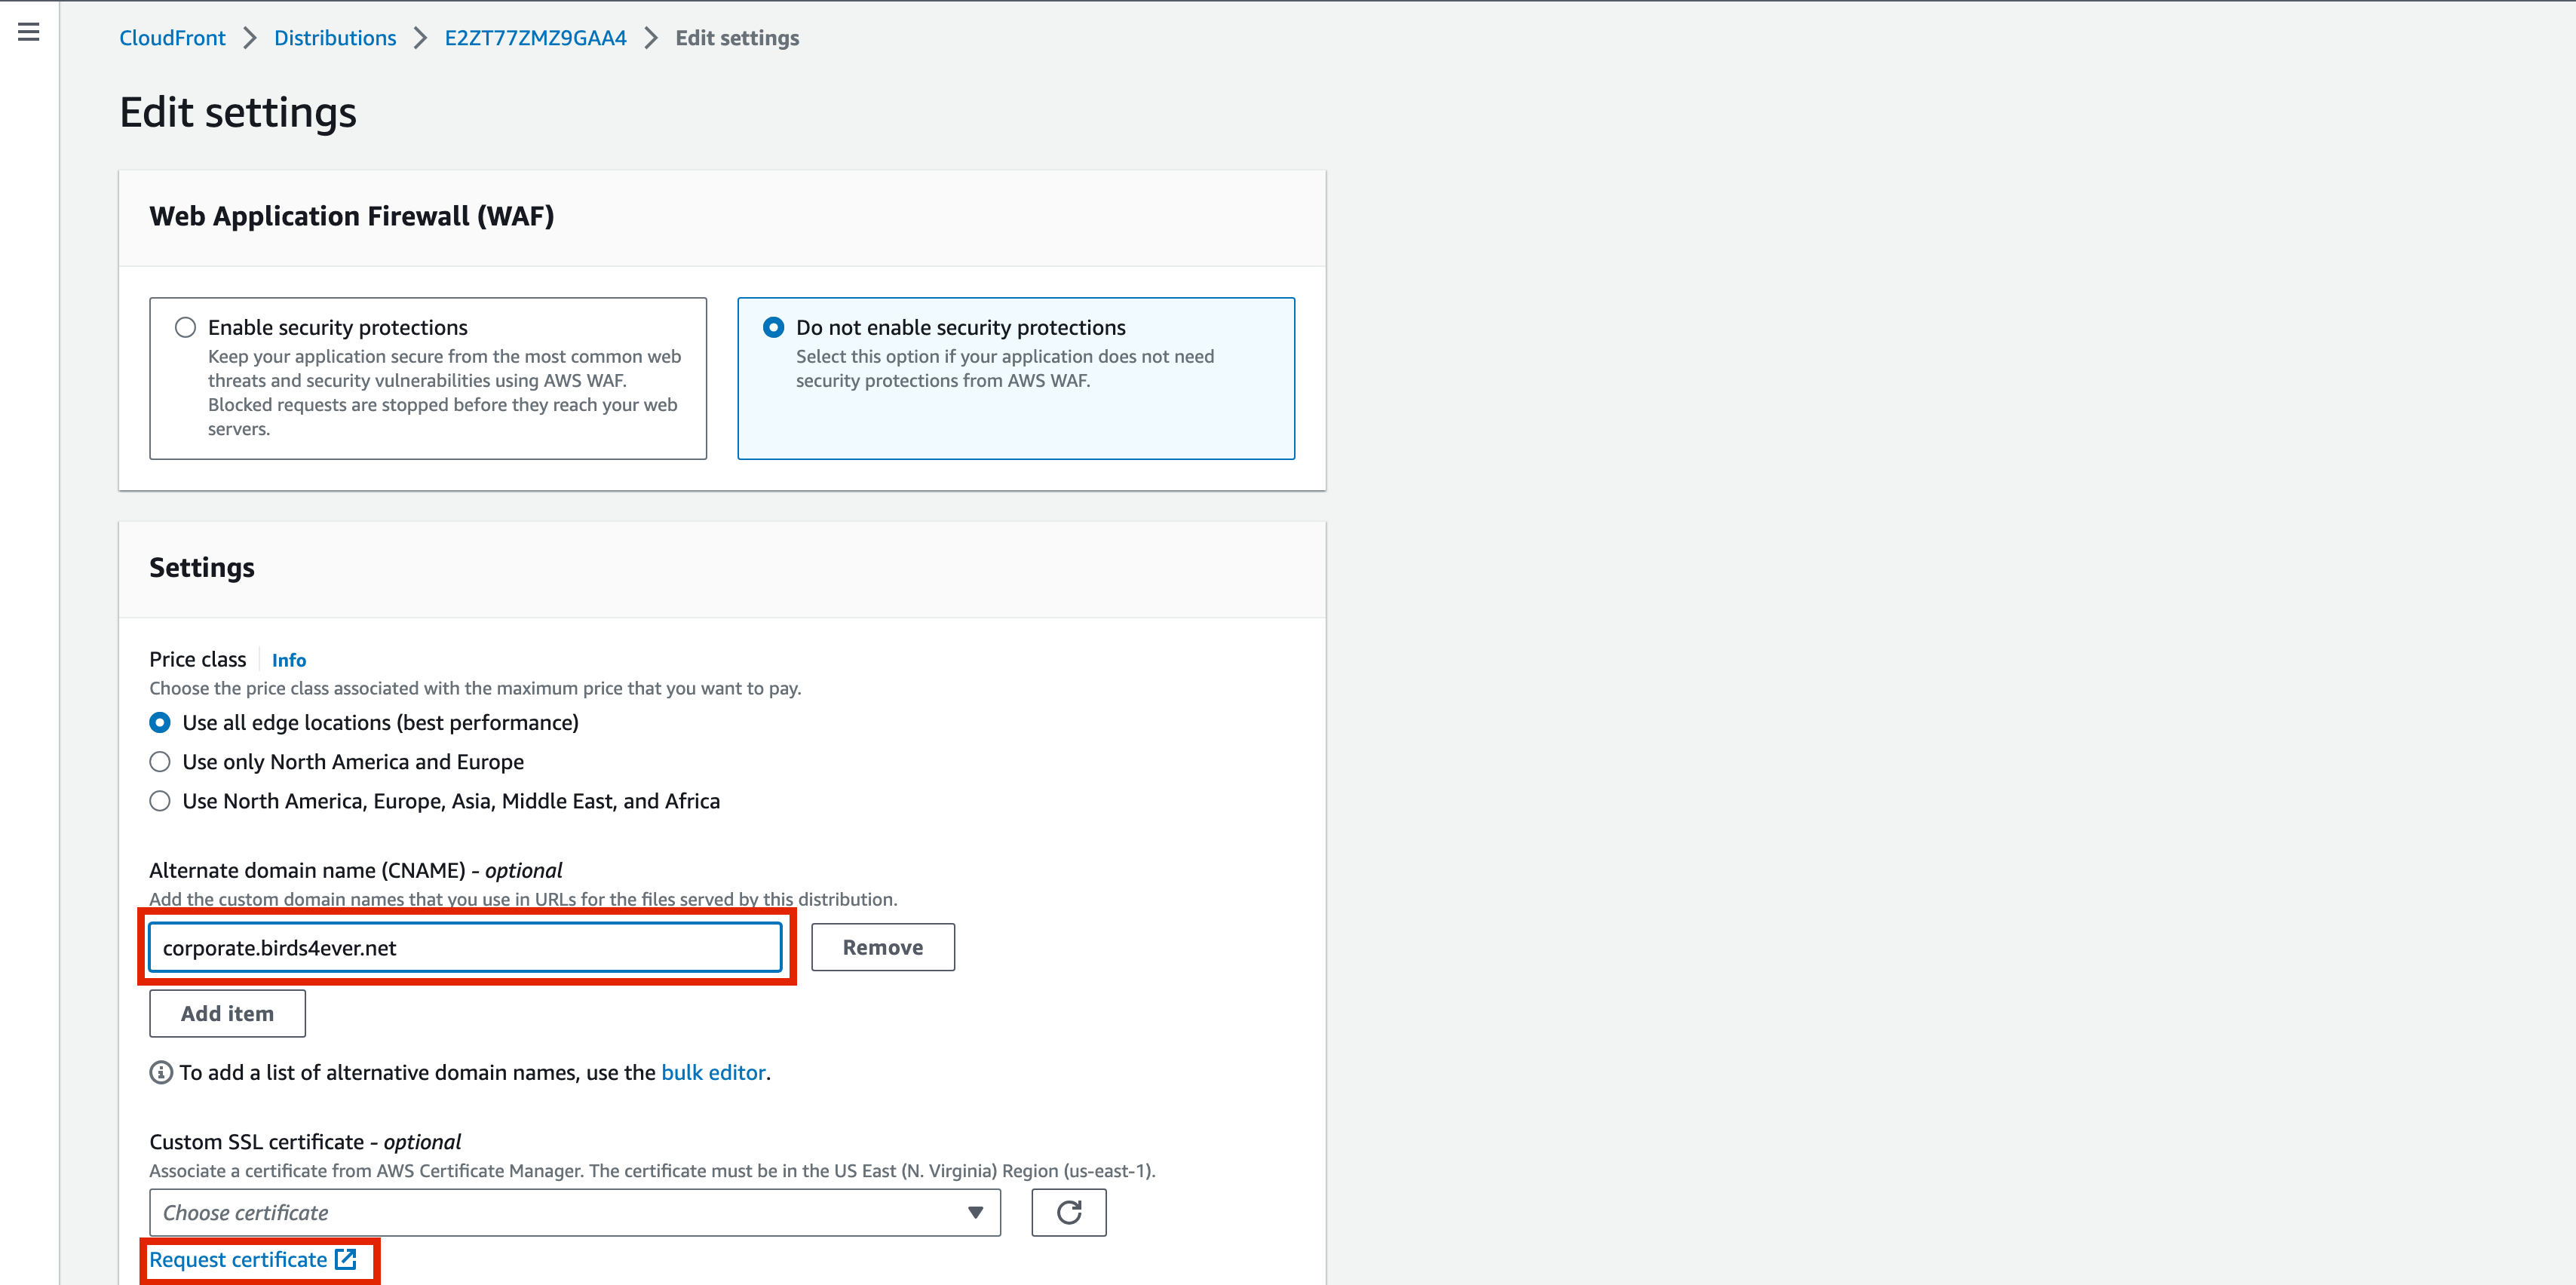 CloudFront > Distributions > E2ZT77ZMZ9GAA4 > Edit settings
Edit settings
Web Application Firewall (WAF)
Enable security protections
Keep your application secure from the most common web
threats and security vulnerabilities using AWS WAF.
Blocked requests are stopped before they reach your web
servers.
Do not enable security protections
Select this option if your application does not need
security protections from AWS WAF.
Settings
Price class Info
Choose the price class associated with the maximum price that you want to pay.
Use all edge locations (best performance)
Use only North America and Europe
Use North America, Europe, Asia, Middle East, and Africa
Alternate domain name (CNAME) - optional
Add the custom domain names that you use in URLs for the files served by this distribution.
corporate.birds4ever.net
Remove
Add item
To add a list of alternative domain names, use the bulk editor.
Custom SSL certificate - optional
Associate a certificate from AWS Certificate Manager. The certificate must be in the US East (N. Virginia) Region (us-east-1).
Choose certificate
Request certificate